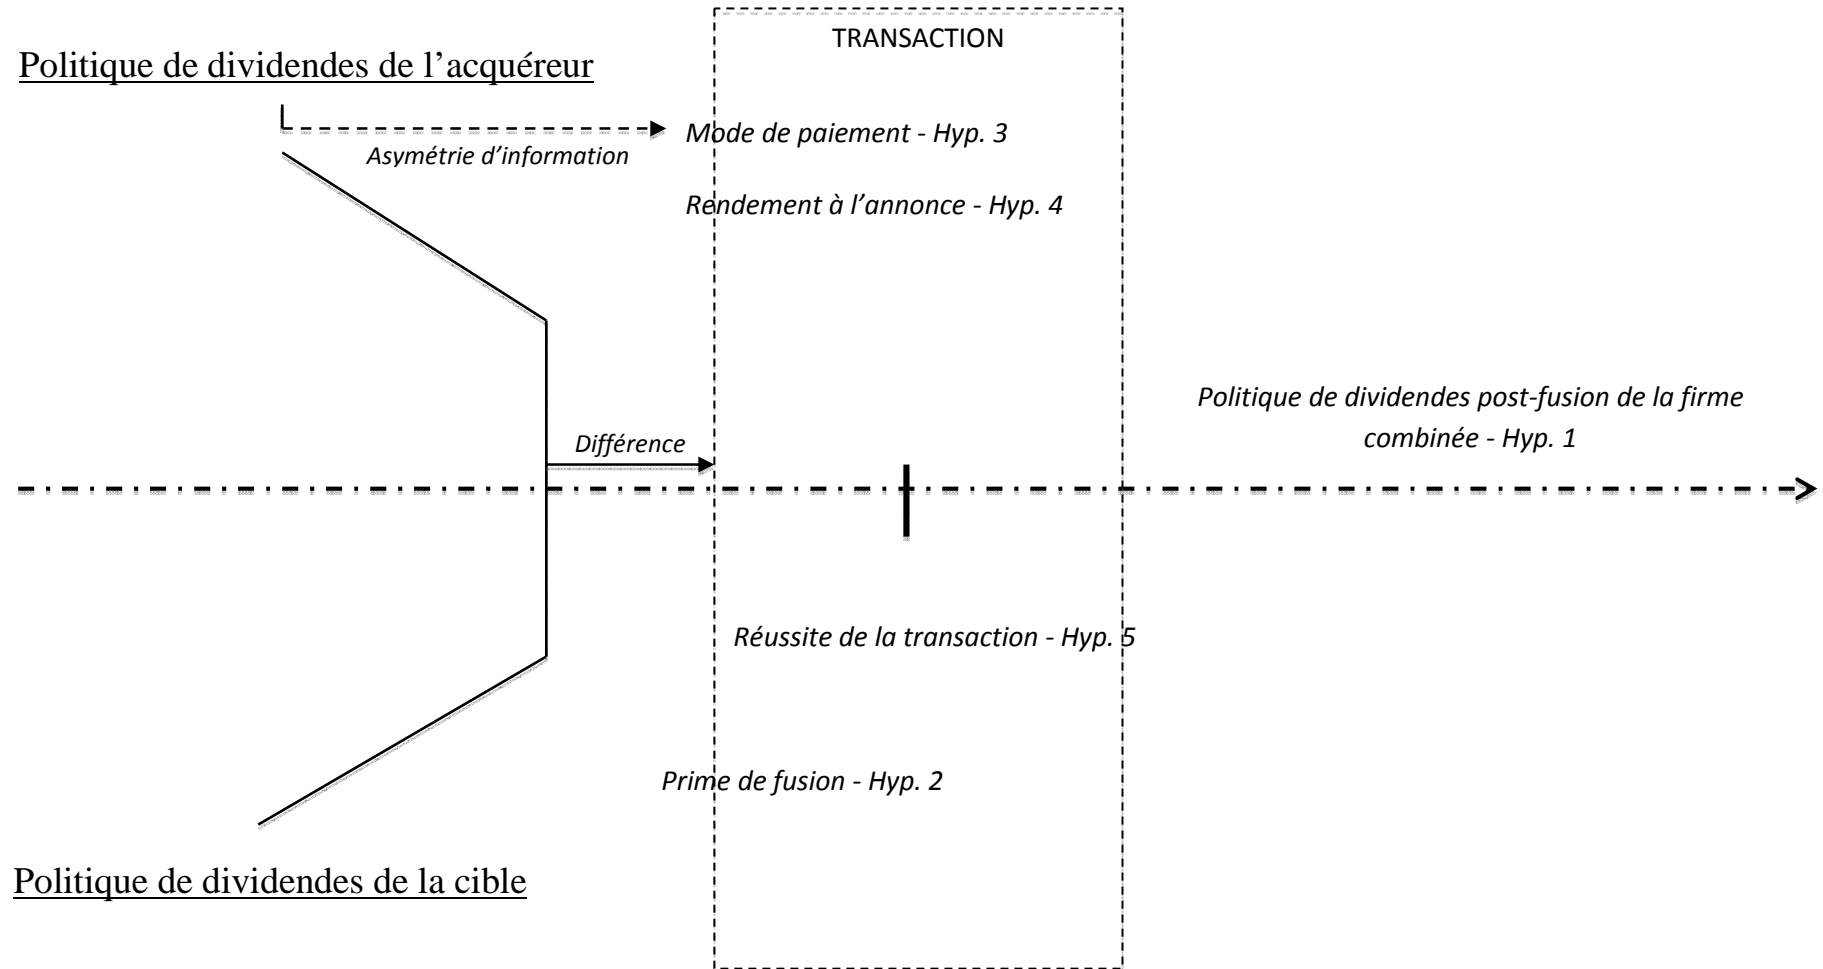 TRANSACTION
Politique de dividendes de l’acquéreur
Mode de paiement - Hyp. 3
Asymétrie d’information
Rendement à l’annonce - Hyp. 4
Politique de dividendes post-fusion de la firme
combinée - Hyp. 1
Différence
Réussite de la transaction - Hyp. 5
Prime de fusion - Hyp. 2
Politique de dividendes de la cible